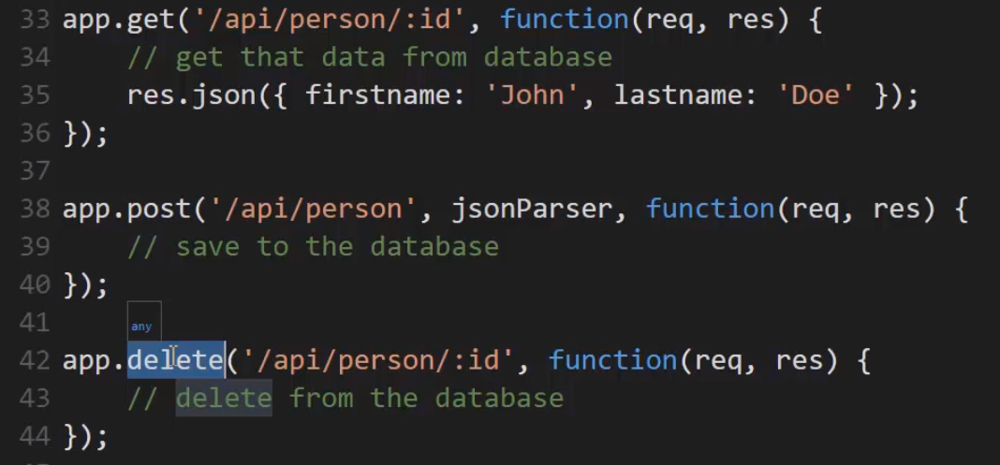 33 app.get('/api/person/:id', function(req, res) {
34 // get that data from database
35 res.json({ firstname: 'John', lastname: 'Doe' });
36 });
37
38 app.post('/api/person', jsonParser, function(req, res) {
39 // save to the database
40 });
41
any
42 app.delete('/api/person/:id', function(req, res) {
43 // delete from the database
44 });